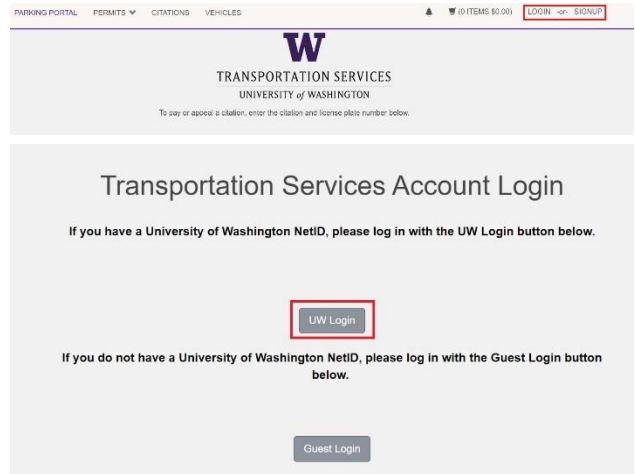 PARKING PORTAL PERMITS CITATIONS VEHICLES (0 ITEMS $0.00) LOGIN -or- SIGNUP
W
TRANSPORTATION SERVICES
UNIVERSITY of WASHINGTON
To pay or appeal a citation, enter the citation and license plate number below.
Transportation Services Account Login
If you have a University of Washington NetID, please log in with the UW Login button below.
UW Login
If you do not have a University of Washington NetID, please log in with the Guest Login button
below.
Guest Login